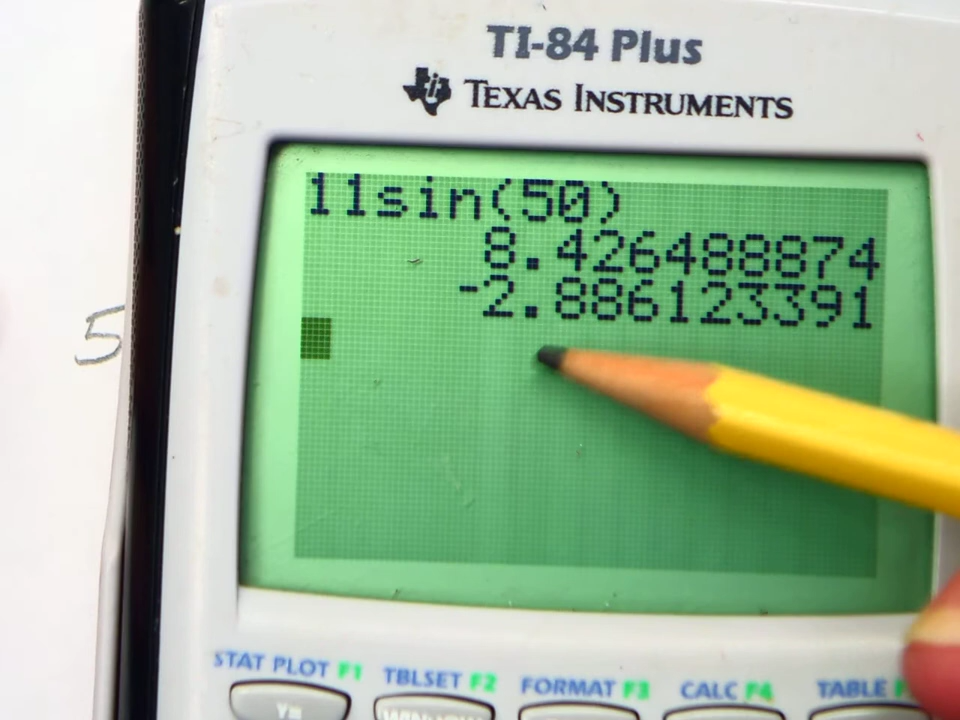 TI-84 Plus
TEXAS INSTRUMENTS
11sin(50)
8.426488874
-2.886123391
5
STAT PLOT F1 TBLSET F2 FORMAT F3 CALC F4 TABLE
Y=
WINDOW